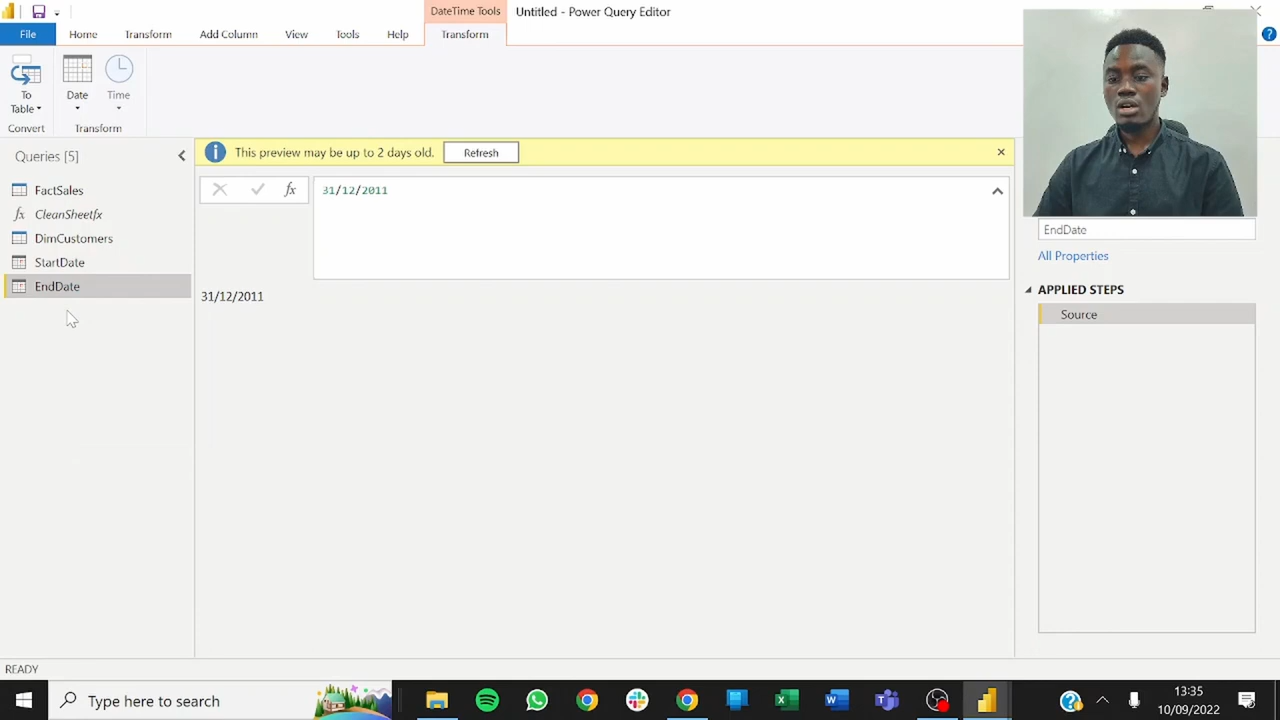 DateTime Tools
Untitled - Power Query Editor
File
Home
Transform
Add Column
View
Tools
Help
Transform
To
Table
Date
Time
Convert
Transform
Queries [5]
This preview may be up to 2 days old.
Refresh
FactSales
fx CleanSheetfx
DimCustomers
StartDate
EndDate
fx
31/12/2011
31/12/2011
EndDate
All Properties
APPLIED STEPS
Source
READY
Type here to search
13:35
10/09/2022